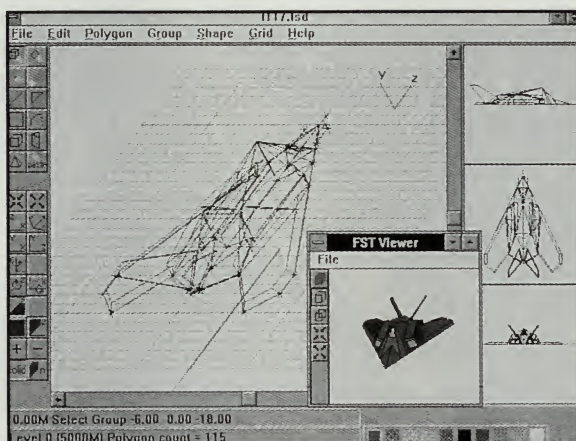 File Edit Polygon Group Shape Grid Help
y z
FST Viewer
File
0.00M Select Group -6.00 0.00 -18.00
Level 0 (5000M) Polygon count = 115